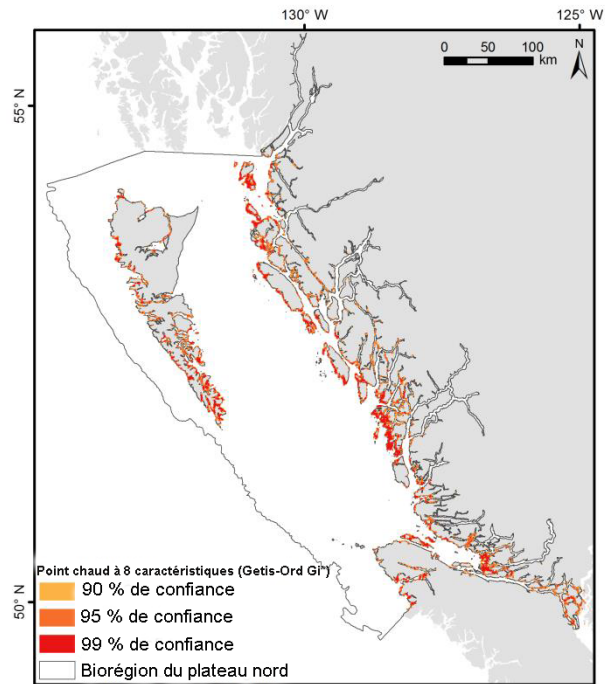 130° W
125° W
0 50 100
km
N
55° N
50° N
Point chaud à 8 caractéristiques (Getis-Ord Gi*)
90 % de confiance
95 % de confiance
99 % de confiance
Biorégion du plateau nord